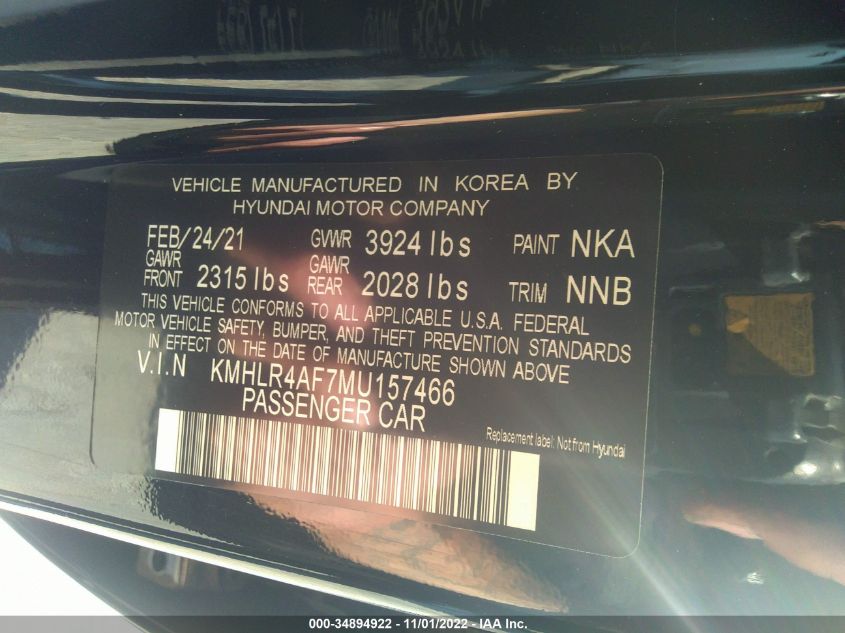 VEHICLE MANUFACTURED IN KOREA BY
HYUNDAI MOTOR COMPANY
FEB/24/21 GVWR 3924 lbs PAINT NKA
GAWR FRONT 2315 lbs GAWR REAR 2028 lbs TRIM NNB
THIS VEHICLE CONFORMS TO ALL APPLICABLE U.S.A. FEDERAL
MOTOR VEHICLE SAFETY, BUMPER, AND THEFT PREVENTION STANDARDS
IN EFFECT ON THE DATE OF MANUFACTURE SHOWN ABOVE
V.I.N KMHLR4AF7MU157466
PASSENGER CAR
Replacement label: Not from Hyundai
000-34894922 - 11/01/2022 - IAA Inc.